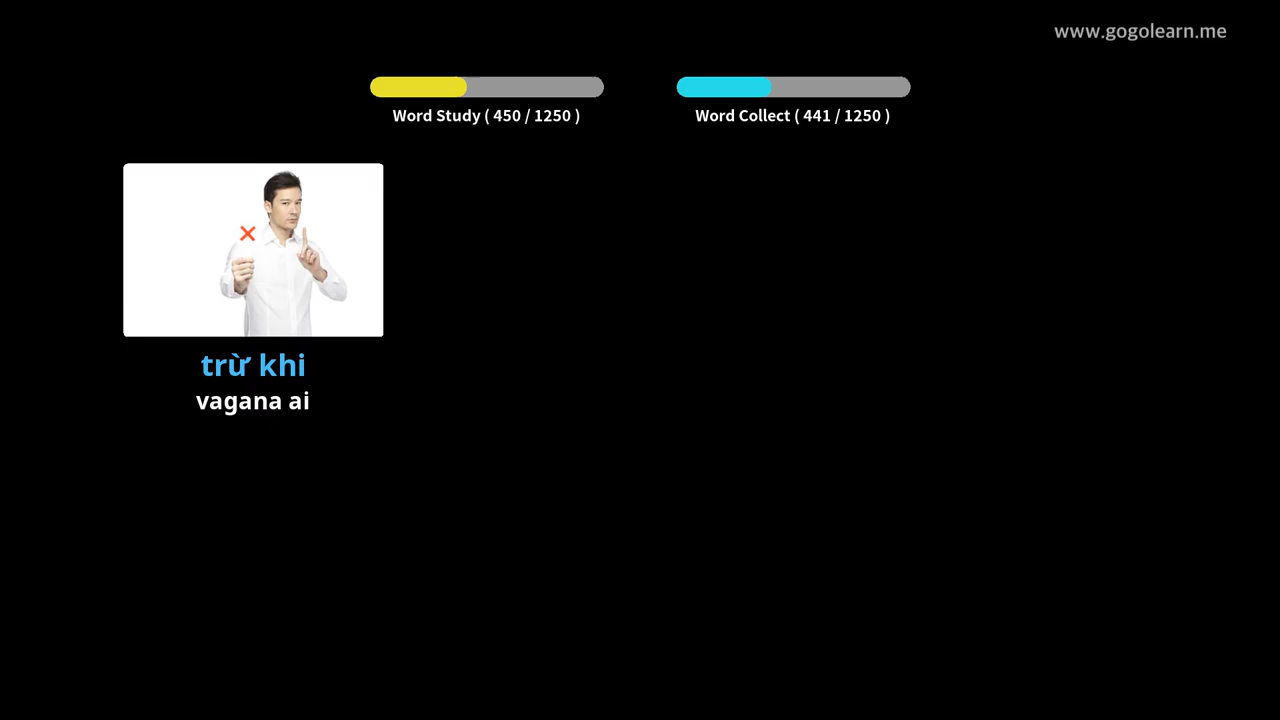 www.gogolearn.me
Word Study ( 450 / 1250 )
Word Collect ( 441 / 1250 )
trừ khi
vagana ai